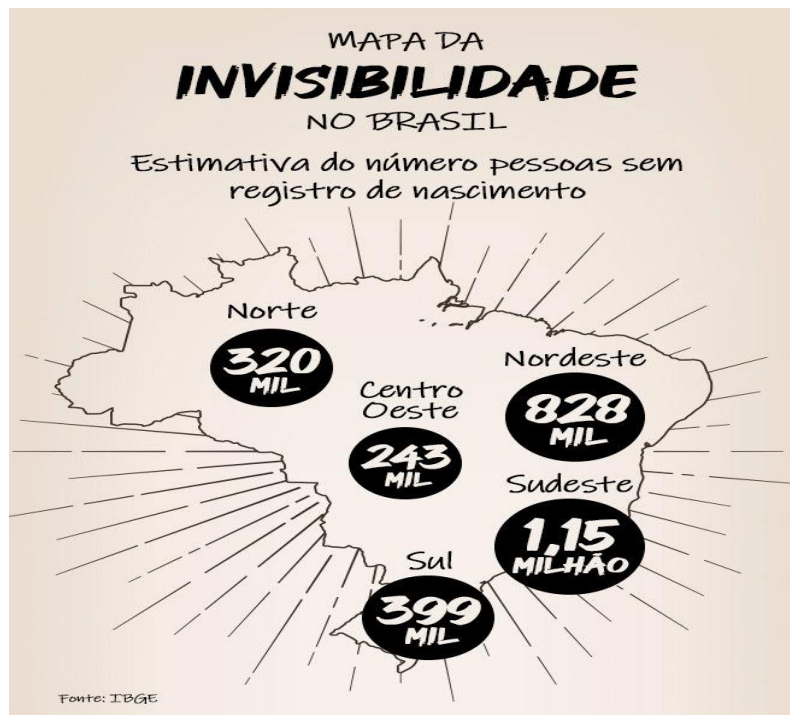 MAPA DA
INVISIBILIDADE
NO BRASIL
Estimativa do número pessoas sem
registro de nascimento
Norte
320
MIL
Nordeste
828
MIL
Centro
Oeste
243
MIL
Sudeste
1,15
MILHÃO
Sul
399
MIL
Fonte: IBGE